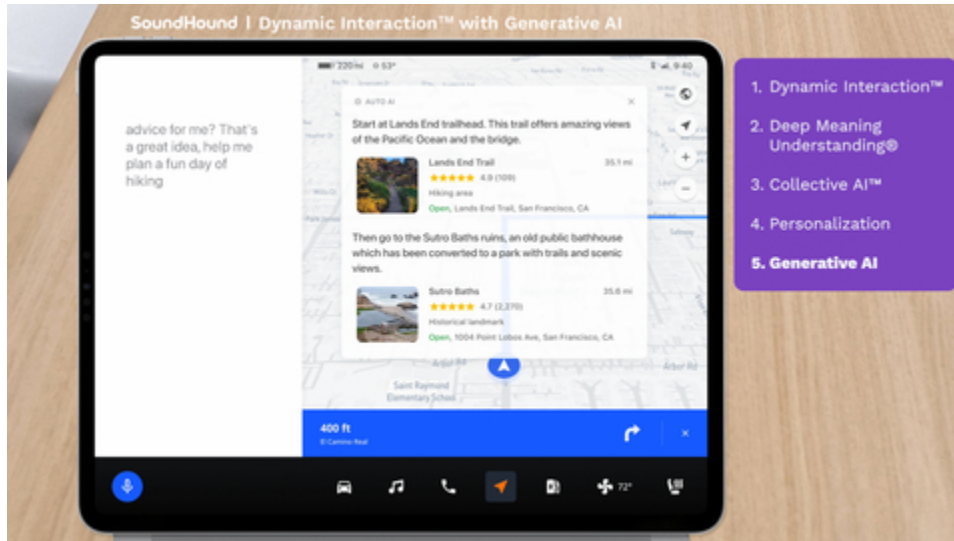 SoundHound | Dynamic Interaction™ with Generative AI
advice for me? That's
a great idea, help me
plan a fun day of
hiking
220 mi 53°
9:40
AUTO AI
Start at Lands End trailhead. This trail offers amazing views
of the Pacific Ocean and the bridge.
Lands End Trail 35.1 mi
4.9 (109)
Hiking area
Open, Lands End Trail, San Francisco, CA
Then go to the Sutro Baths ruins, an old public bathhouse
which has been converted to a park with trails and scenic
views.
Sutro Baths 35.6 mi
4.7 (2,270)
Historical landmark
Open, 1004 Point Lobos Ave, San Francisco, CA
Arbor Rd Arbor Rd
Saint Raymond
Elementary School
400 ft
El Camino Real
72°
1. Dynamic Interaction™
2. Deep Meaning
Understanding®
3. Collective AI™
4. Personalization
5. Generative AI